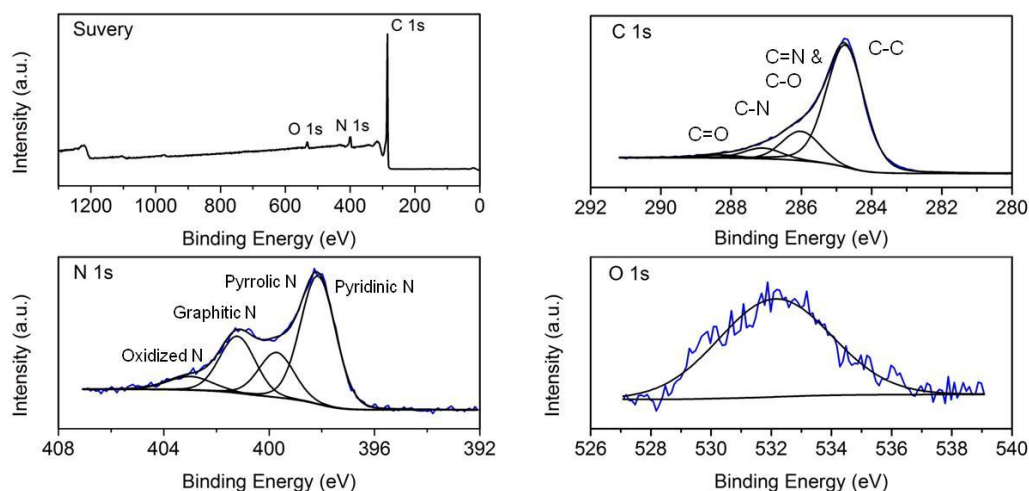 Suvery
C 1s
O 1s
N 1s
Intensity (a.u.)
1200 1000 800 600 400 200 0
Binding Energy (eV)
C 1s
C=N &
C-O
C-C
C-N
C=O
Intensity (a.u.)
292 290 288 286 284 282 280
Binding Energy (eV)
N 1s
Pyrrolic N
Pyridinic N
Graphitic N
Oxidized N
Intensity (a.u.)
408 404 400 396 392
Binding Energy (eV)
O 1s
Intensity (a.u.)
526 528 530 532 534 536 538 540
Binding Energy (eV)